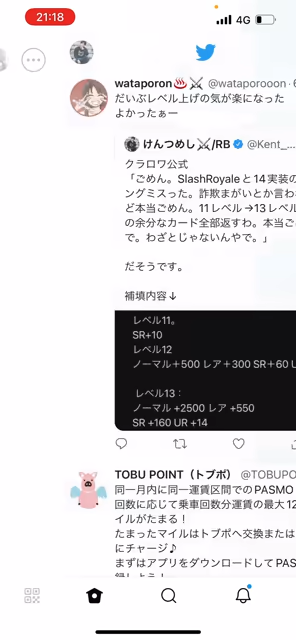 21:18
4G
wataporon♨️⚔️ @wataporooon · 6
だいぶレベル上げの気が楽になった
よかったぁー
けんつめし⚔️/RB @Kent_...
クラロワ公式
「ごめん。SlashRoyaleと14実装の
ングミスった。詐欺まがいとか言わ
ど本当ごめん。11レベル→13レベル
の余分なカード全部返すわ。本当ご
で。わざとじゃないんやで。」
だそうです。
補填内容↓
レベル11。
SR+10
レベル12
ノーマル＋500 レア＋300 SR＋60 U
レベル13：
ノーマル +2500 レア +550
SR +160 UR +14
TOBU POINT（トブポ） @TOBUPO
同一月内に同一運賃区間でのPASMO
回数に応じて乗車回数分運賃の最大12
イルがたまる！
たまったマイルはトブポへ交換または
にチャージ♪
まずはアプリをダウンロードしてPAS
録しよう！